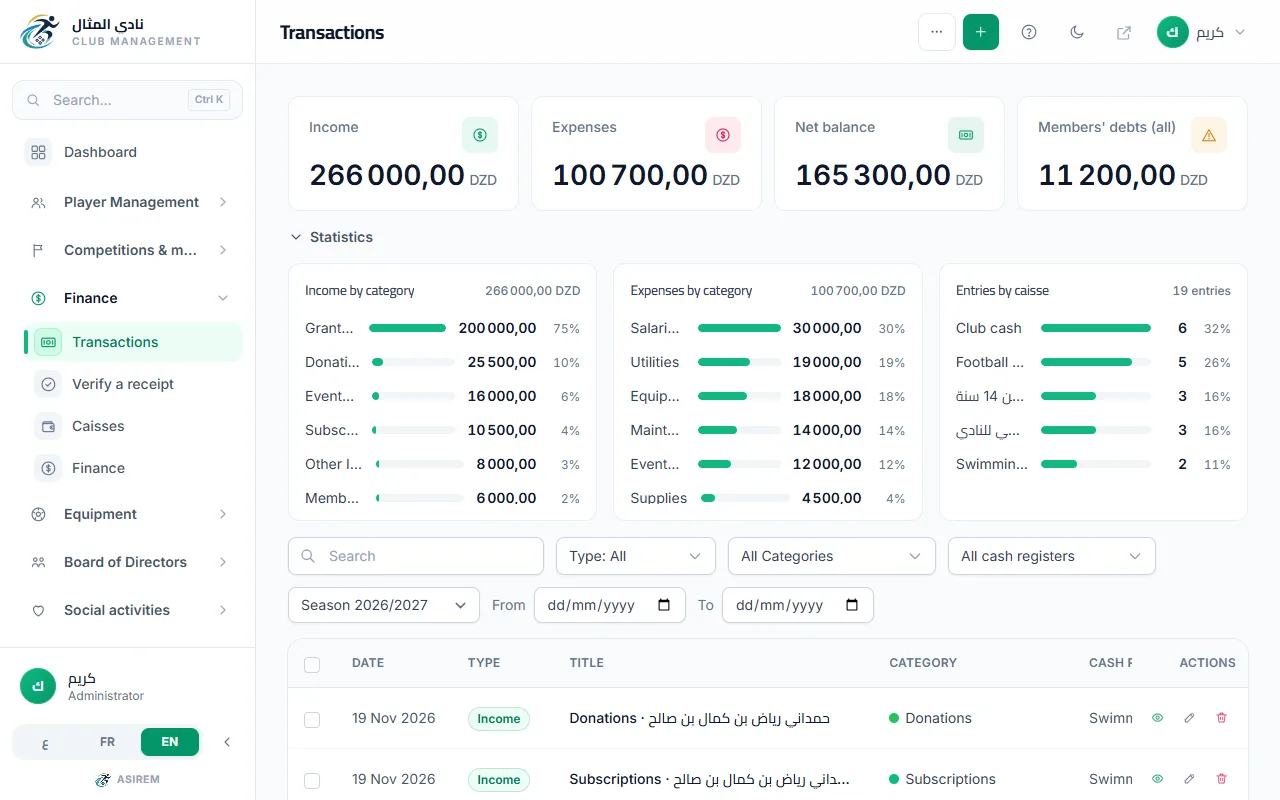 نادي المثال
CLUB MANAGEMENT
Transactions
كريم
Search...
Ctrl K
Dashboard
Player Management
Competitions & m...
Finance
Transactions
Verify a receipt
Caisses
Finance
Equipment
Board of Directors
Social activities
كريم
Administrator
ع FR EN
ASIREM
Income
266 000,00 DZD
Expenses
100 700,00 DZD
Net balance
165 300,00 DZD
Members' debts (all)
11 200,00 DZD
Statistics
Income by category 266 000,00 DZD
Grant... 200 000,00 75%
Donati... 25 500,00 10%
Event... 16 000,00 6%
Subsc... 10 500,00 4%
Other I... 8 000,00 3%
Memb... 6 000,00 2%
Expenses by category 100 700,00 DZD
Salari... 30 000,00 30%
Utilities 19 000,00 19%
Equip... 18 000,00 18%
Maint... 14 000,00 14%
Event... 12 000,00 12%
Supplies 4 500,00 4%
Entries by caisse 19 entries
Club cash 6 32%
Football ... 5 26%
ن 14 سنة... 3 16%
ي للنادي... 3 16%
Swimmin... 2 11%
Search
Type: All
All Categories
All cash registers
Season 2026/2027
From dd/mm/yyyy
To dd/mm/yyyy
DATE TYPE TITLE CATEGORY CASH F ACTIONS
19 Nov 2026 Income Donations · حمداني رياض بن كمال بن صالح Donations Swimn
19 Nov 2026 Income Subscriptions · ...داني رياض بن كمال بن صالح Subscriptions Swimn